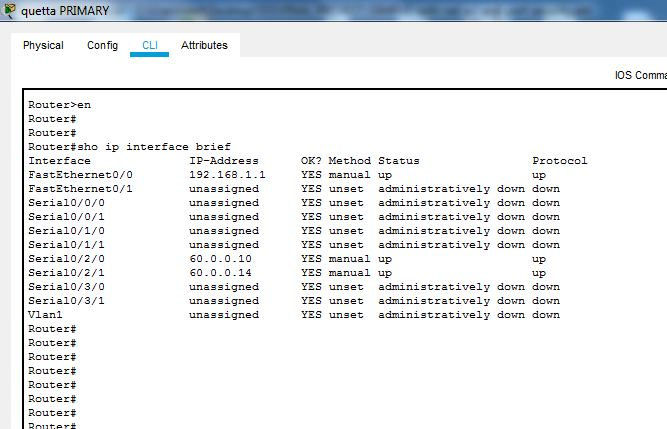 quetta PRIMARY
Physical Config CLI Attributes
IOS Comma
Router>en
Router#
Router#
Router#sho ip interface brief
Interface IP-Address OK? Method Status Protocol
FastEthernet0/0 192.168.1.1 YES manual up up
FastEthernet0/1 unassigned YES unset administratively down down
Serial0/0/0 unassigned YES unset administratively down down
Serial0/0/1 unassigned YES unset administratively down down
Serial0/1/0 unassigned YES unset administratively down down
Serial0/1/1 unassigned YES unset administratively down down
Serial0/2/0 60.0.0.10 YES manual up up
Serial0/2/1 60.0.0.14 YES manual up up
Serial0/3/0 unassigned YES unset administratively down down
Serial0/3/1 unassigned YES unset administratively down down
Vlan1 unassigned YES unset administratively down down
Router#
Router#
Router#
Router#
Router#
Router#
Router#
Router#